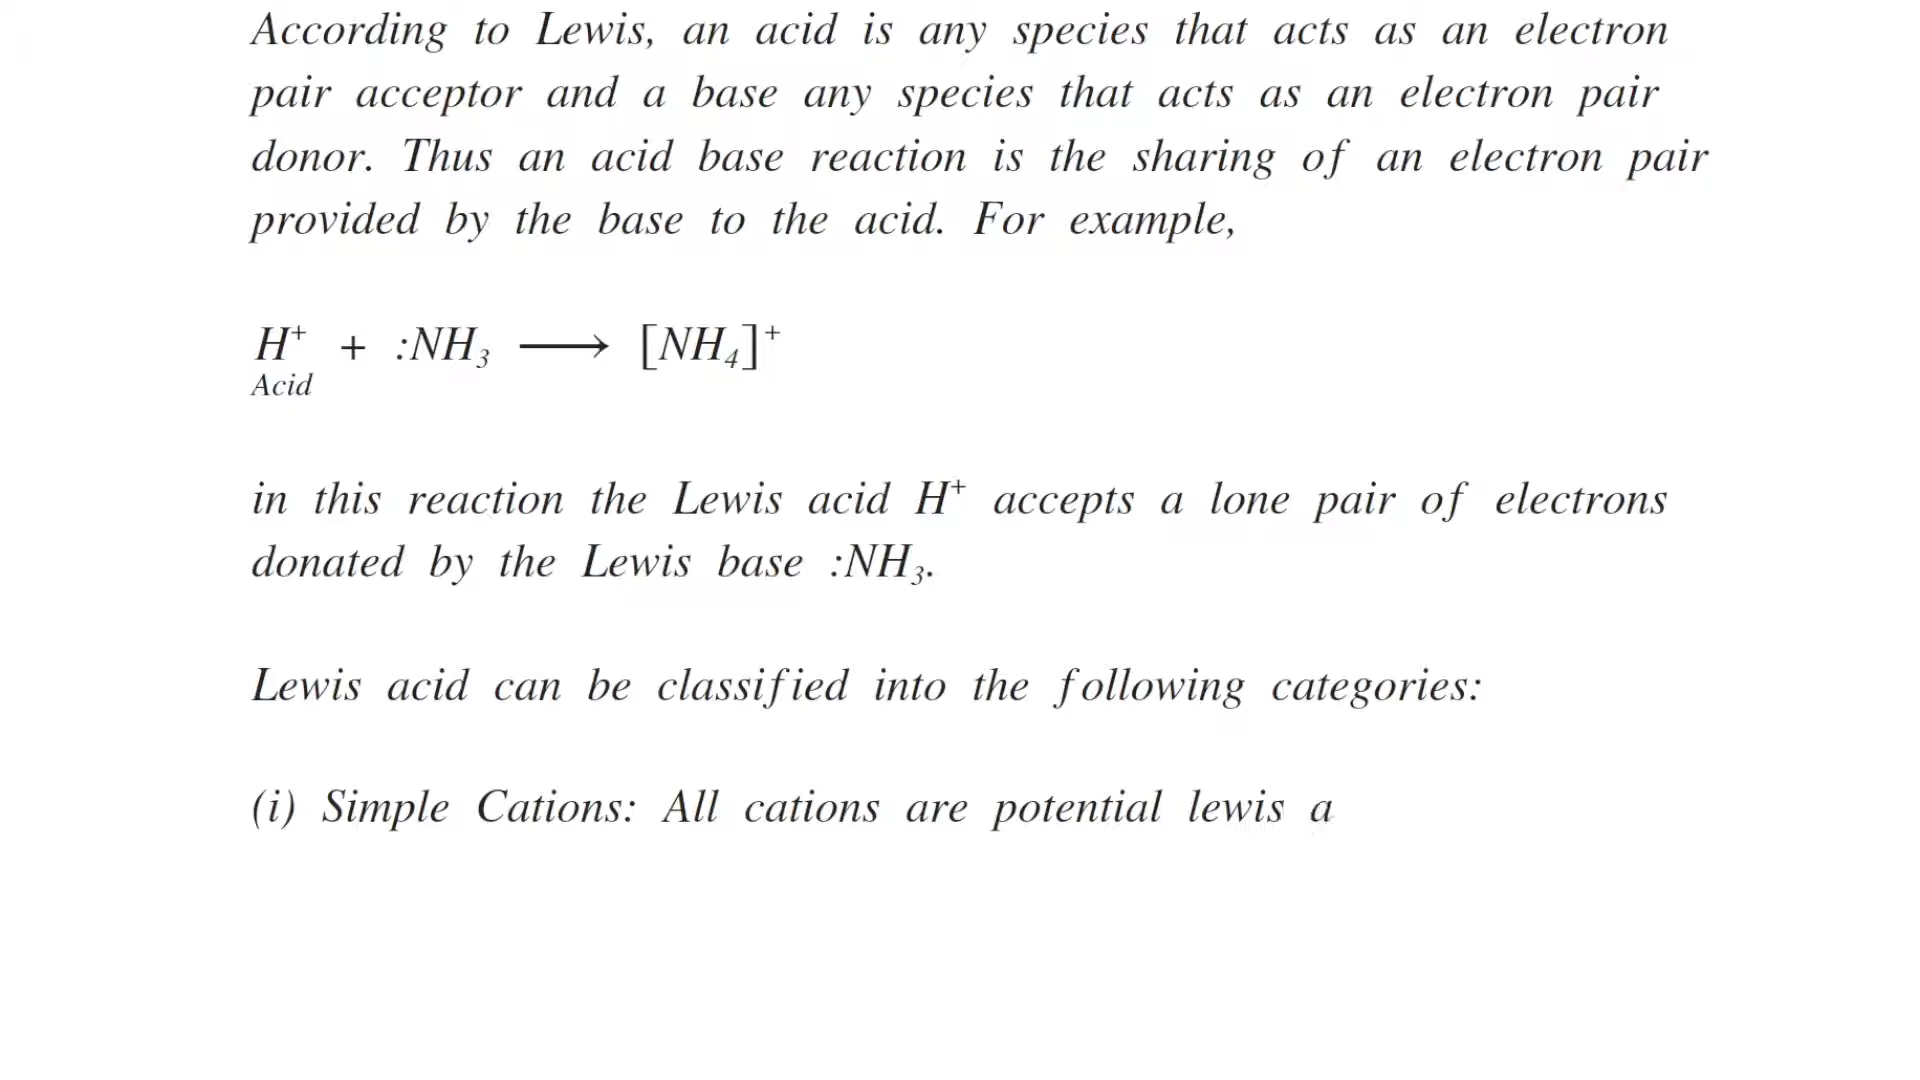 According to Lewis, an acid is any species that acts as an electron
pair acceptor and a base any species that acts as an electron pair
donor. Thus an acid base reaction is the sharing of an electron pair
provided by the base to the acid. For example,
H⁺ + :NH₃ ⟶ [NH₄]⁺
Acid
in this reaction the Lewis acid H⁺ accepts a lone pair of electrons
donated by the Lewis base :NH₃.
Lewis acid can be classified into the following categories:
(i) Simple Cations: All cations are potential lewis a